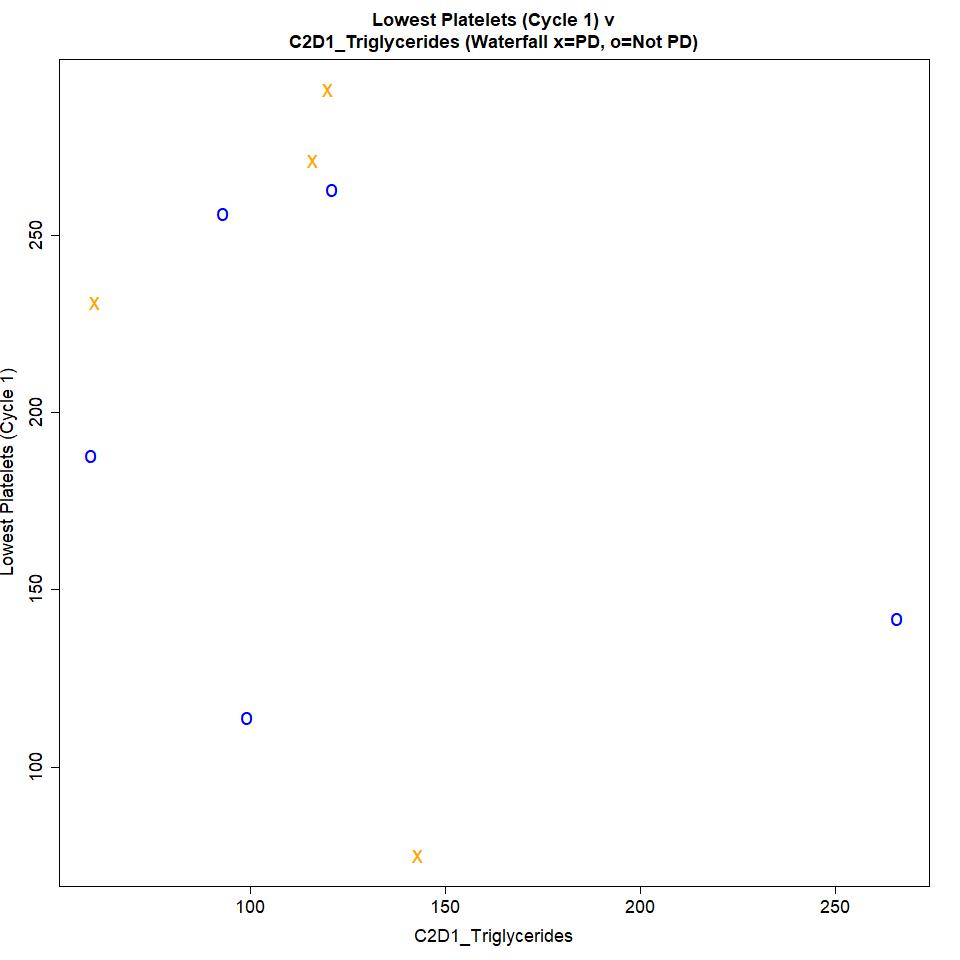 Lowest Platelets (Cycle 1) v
C2D1_Triglycerides (Waterfall x=PD, o=Not PD)
X
X
O
O
X
O
O
O
X
Lowest Platelets (Cycle 1)
250
200
150
100
100
150
200
250
C2D1_Triglycerides